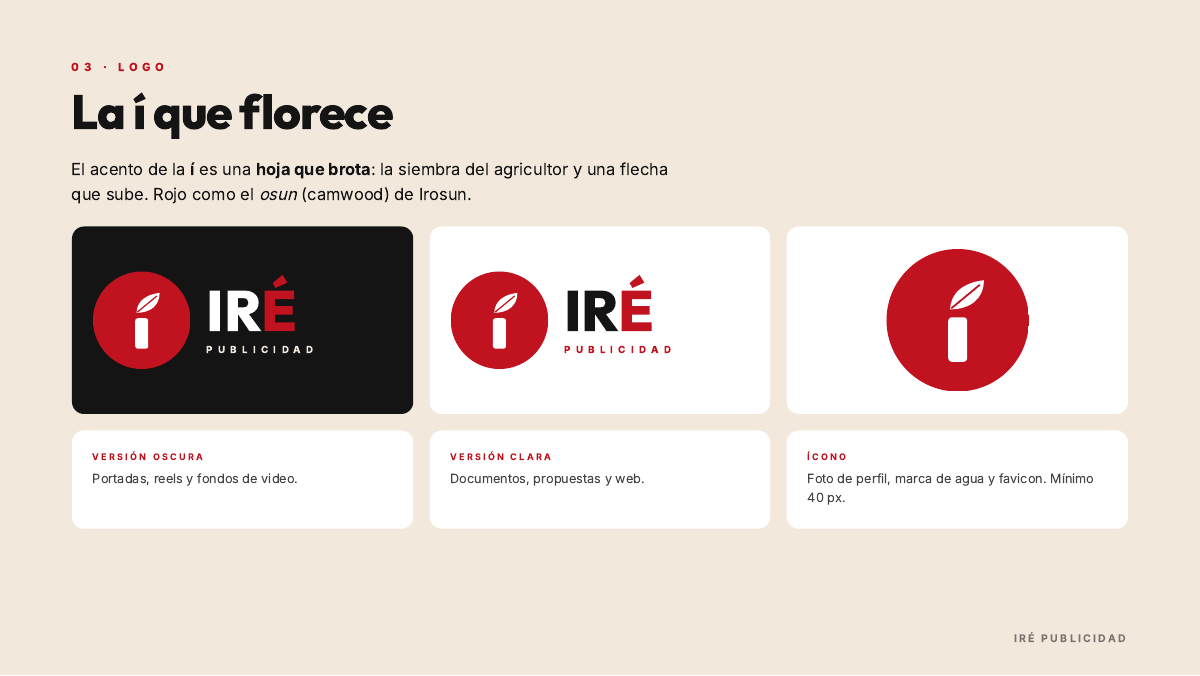 03 · LOGO
La í que florece
El acento de la í es una hoja que brota: la siembra del agricultor y una flecha
que sube. Rojo como el osun (camwood) de Irosun.
í
IRÉ
PUBLICIDAD
í
IRÉ
PUBLICIDAD
í
VERSIÓN OSCURA
Portadas, reels y fondos de video.
VERSIÓN CLARA
Documentos, propuestas y web.
ÍCONO
Foto de perfil, marca de agua y favicon. Mínimo
40 px.
IRÉ PUBLICIDAD